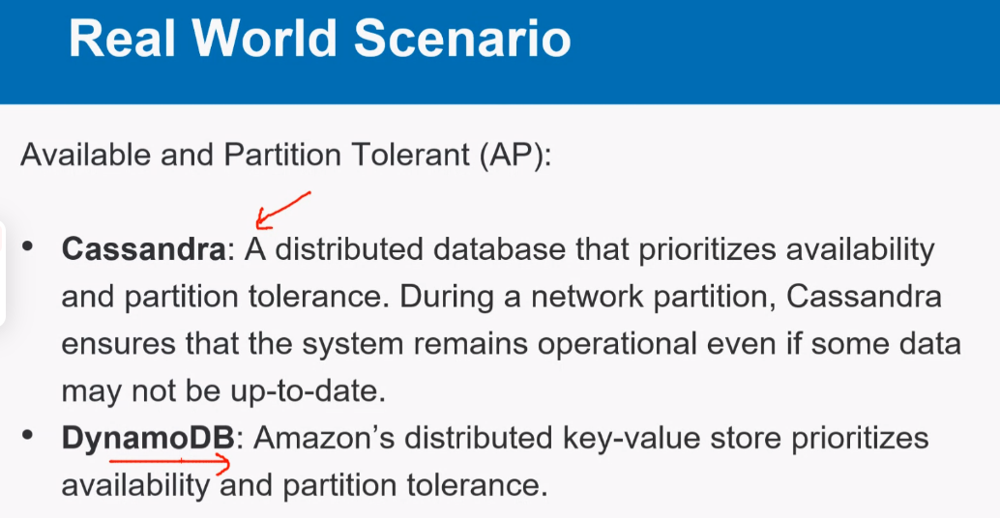 Real World Scenario
Available and Partition Tolerant (AP):
• Cassandra: A distributed database that prioritizes availability
and partition tolerance. During a network partition, Cassandra
ensures that the system remains operational even if some data
may not be up-to-date.
• DynamoDB: Amazon’s distributed key-value store prioritizes
availability and partition tolerance.